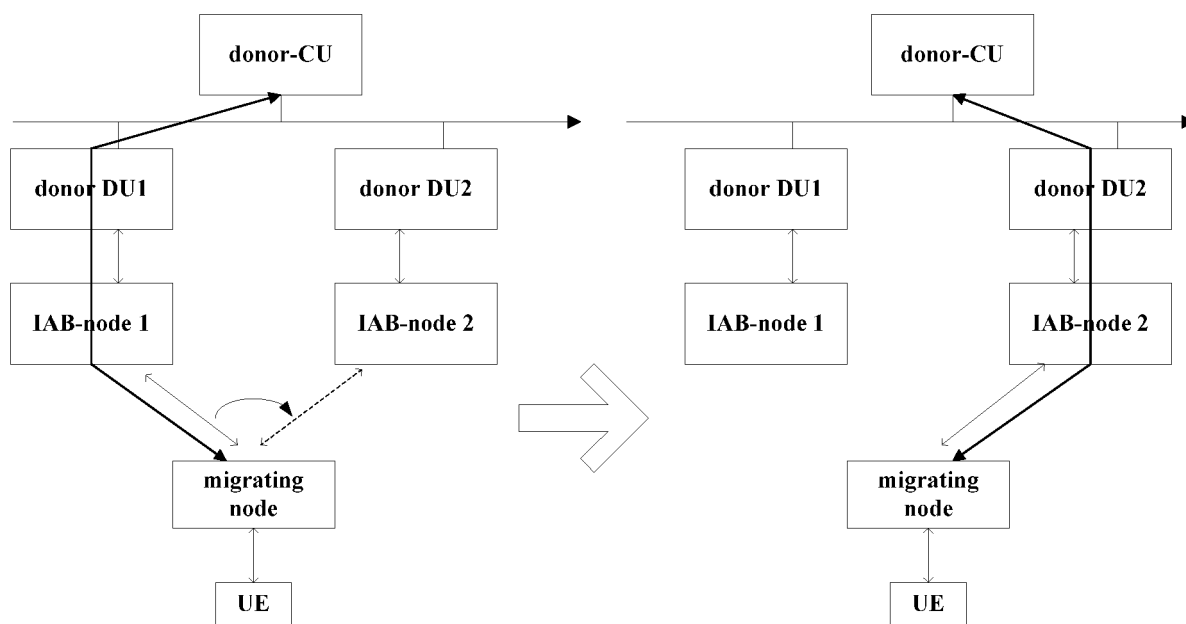 donor-CU
donor DU1
donor DU2
IAB-node 1
IAB-node 2
migrating
node
UE
donor-CU
donor DU1
donor DU2
IAB-node 1
IAB-node 2
migrating
node
UE